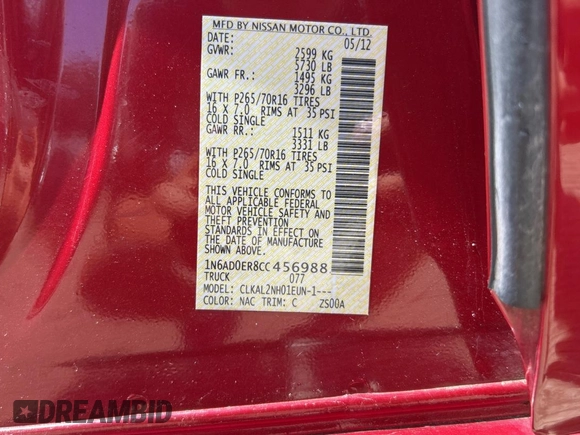 MFD BY NISSAN MOTOR CO., LTD.
DATE: 05/12
GVWR: 2599 KG
5730 LB
GAWR FR.: 1495 KG
3296 LB
WITH P265/70R16 TIRES
16 X 7.0 RIMS AT 35 PSI
COLD SINGLE
GAWR RR.: 1511 KG
3331 LB
WITH P265/70R16 TIRES
16 X 7.0 RIMS AT 35 PSI
COLD SINGLE
THIS VEHICLE CONFORMS TO
ALL APPLICABLE FEDERAL
MOTOR VEHICLE SAFETY AND
THEFT PREVENTION
STANDARDS IN EFFECT ON
THE DATE OF MANUFACTURE
SHOWN ABOVE.
1N6AD0ER8CC456988
TRUCK 077
MODEL: CLKAL2NH01EUN-1---
COLOR: NAC TRIM: C ZS00A
DREAMBID